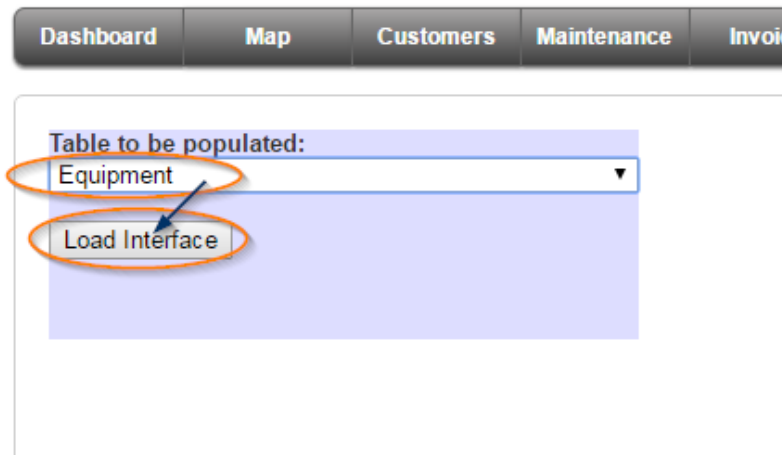 Dashboard Map Customers Maintenance
Table to be populated:
Equipment
Load Interface